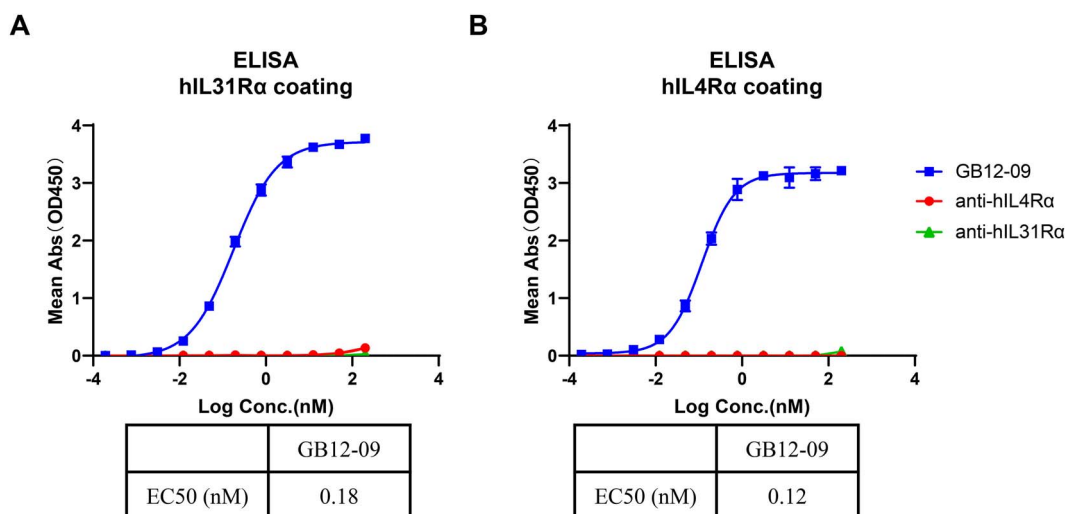 A
ELISA
hIL31Rα coating
Mean Abs(OD450)
4
3
2
1
0
-4
-2
0
2
4
Log Conc.(nM)
GB12-09
EC50 (nM)
0.18
B
ELISA
hIL4Rα coating
Mean Abs(OD450)
4
3
2
1
0
-4
-2
0
2
4
Log Conc.(nM)
GB12-09
EC50 (nM)
0.12
GB12-09
anti-hIL4Rα
anti-hIL31Rα